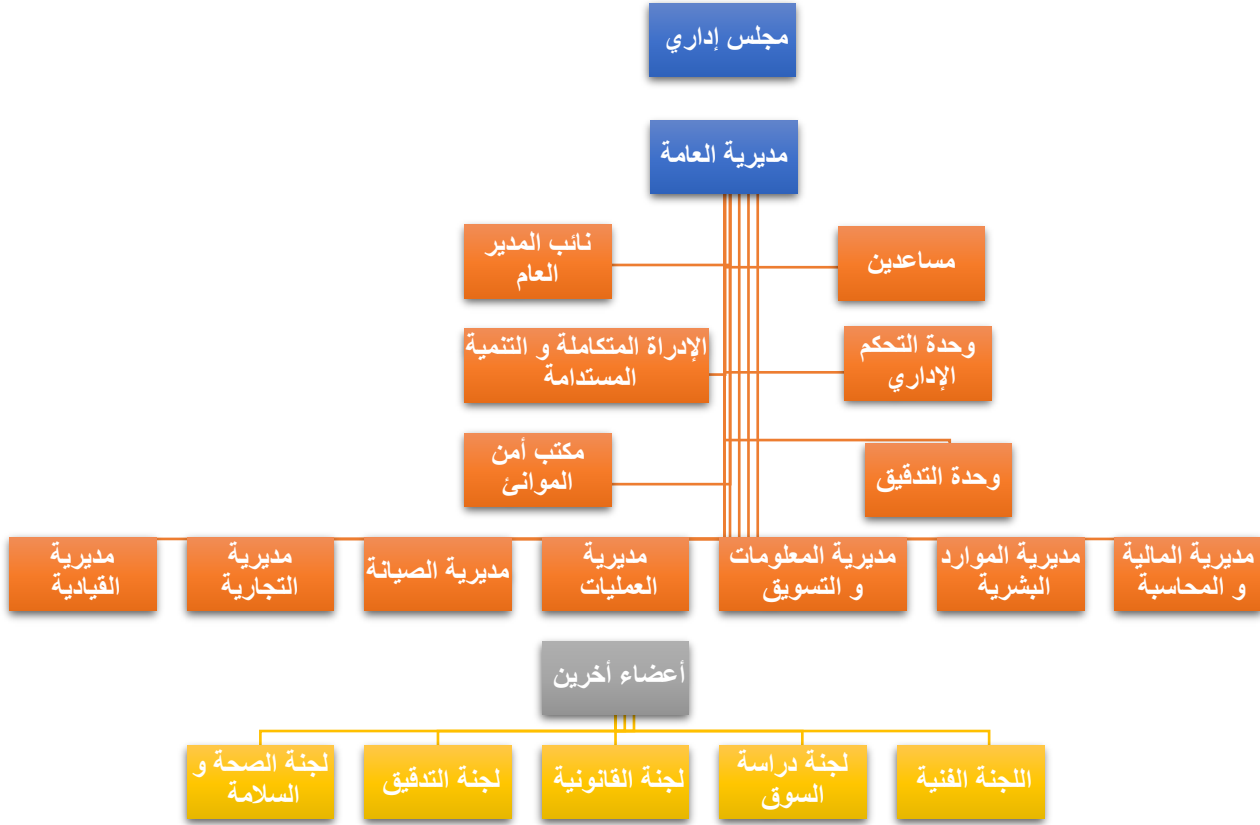 مجلس إداري
مديرية العامة
مساعدين
نائب المدير
العام
وحدة التحكم
الإداري
الإدراة المتكاملة و التنمية
المستدامة
وحدة التدقيق
مكتب أمن
الموانئ
مديرية المالية
و المحاسبة
مديرية الموارد
البشرية
مديرية المعلومات
و التسويق
مديرية
العمليات
مديرية الصيانة
مديرية
التجارية
مديرية
القيادية
أعضاء أخرين
اللجنة الفنية
لجنة دراسة
السوق
لجنة القانونية
لجنة التدقيق
لجنة الصحة و
السلامة